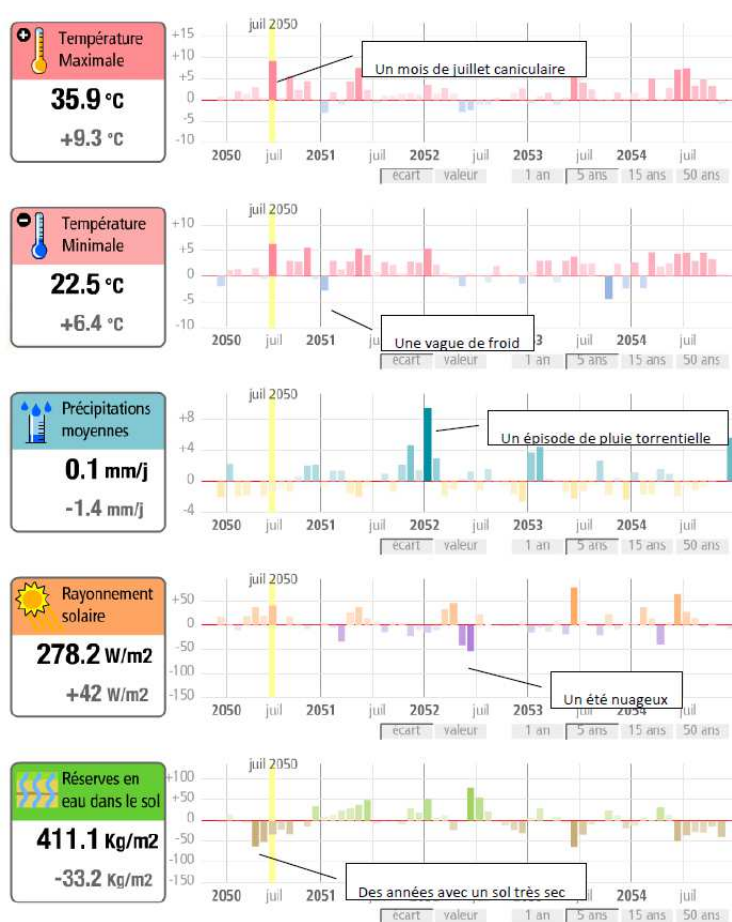 juil 2050
Température
Maximale
35.9 °C
+9.3 °C
+15
+10
+5
0
-5
-10
Un mois de juillet caniculaire
2050 juil 2051 juil 2052 juil 2053 juil 2054 juil
écart valeur 1 an 5 ans 15 ans 50 ans
juil 2050
Température
Minimale
22.5 °C
+6.4 °C
+10
+5
0
-5
-10
Une vague de froid
2050 juil 2051 juil 2052 juil 2053 juil 2054 juil
écart valeur 1 an 5 ans 15 ans 50 ans
juil 2050
Précipitations
moyennes
0.1 mm/j
-1.4 mm/j
+8
+4
0
-4
Un épisode de pluie torrentielle
2050 juil 2051 juil 2052 juil 2053 juil 2054 juil
écart valeur 1 an 5 ans 15 ans 50 ans
juil 2050
Rayonnement
solaire
278.2 W/m2
+42 W/m2
+50
0
-50
-100
-150
Un été nuageux
2050 juil 2051 juil 2052 juil 2053 juil 2054 juil
écart valeur 1 an 5 ans 15 ans 50 ans
juil 2050
Réserves en
eau dans le sol
411.1 Kg/m2
-33.2 Kg/m2
+100
+50
0
-50
-100
-150
Des années avec un sol très sec
2050 juil 2051 juil 2052 juil 2053 juil 2054 juil
écart valeur 1 an 5 ans 15 ans 50 ans